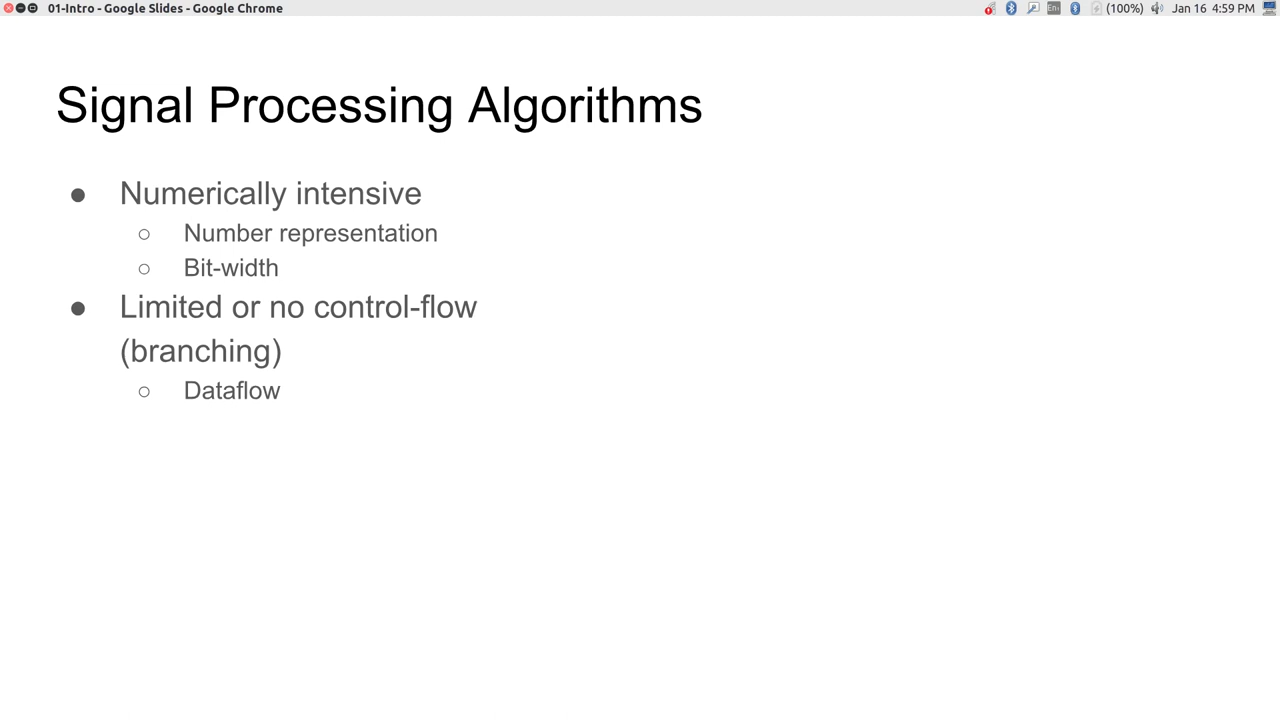 01-Intro - Google Slides - Google Chrome
En
(100%)
Jan 16 4:59 PM
Signal Processing Algorithms
● Numerically intensive
○ Number representation
○ Bit-width
● Limited or no control-flow
(branching)
○ Dataflow